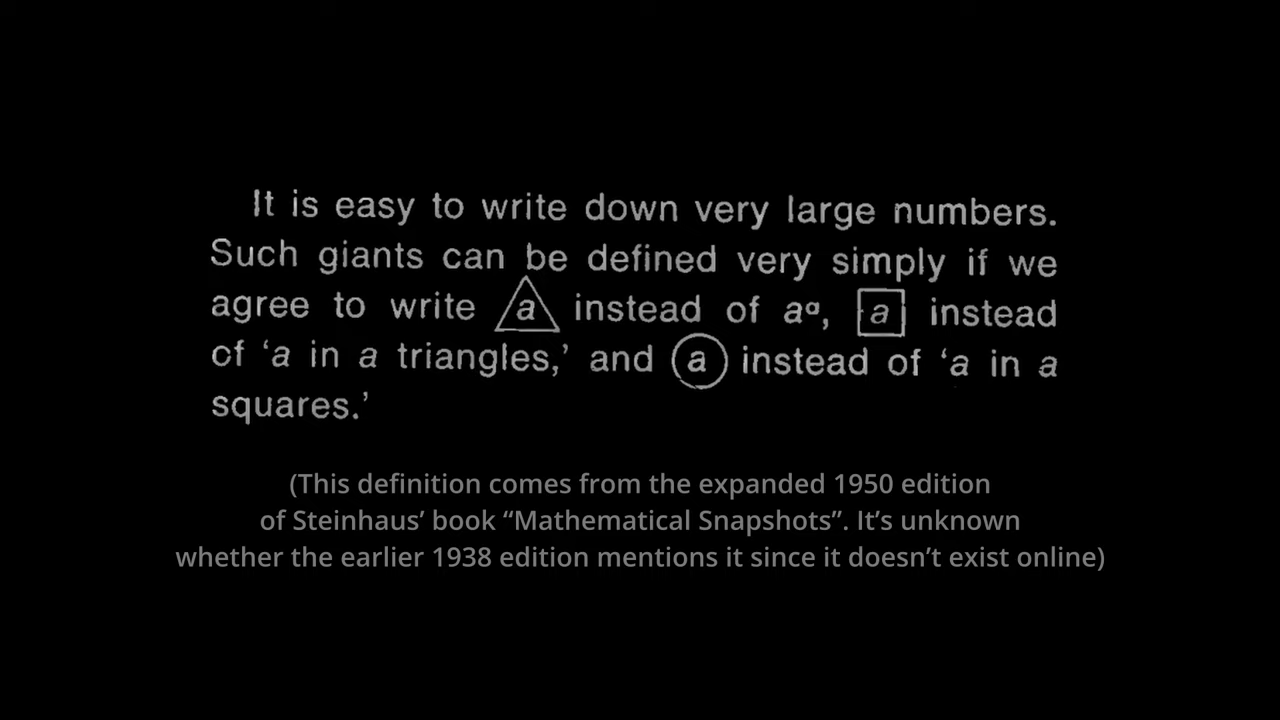 It is easy to write down very large numbers.
Such giants can be defined very simply if we
agree to write a instead of aᵃ, a instead
of ‘a in a triangles,’ and a instead of ‘a in a
squares.’
(This definition comes from the expanded 1950 edition
of Steinhaus’ book “Mathematical Snapshots”. It’s unknown
whether the earlier 1938 edition mentions it since it doesn’t exist online)